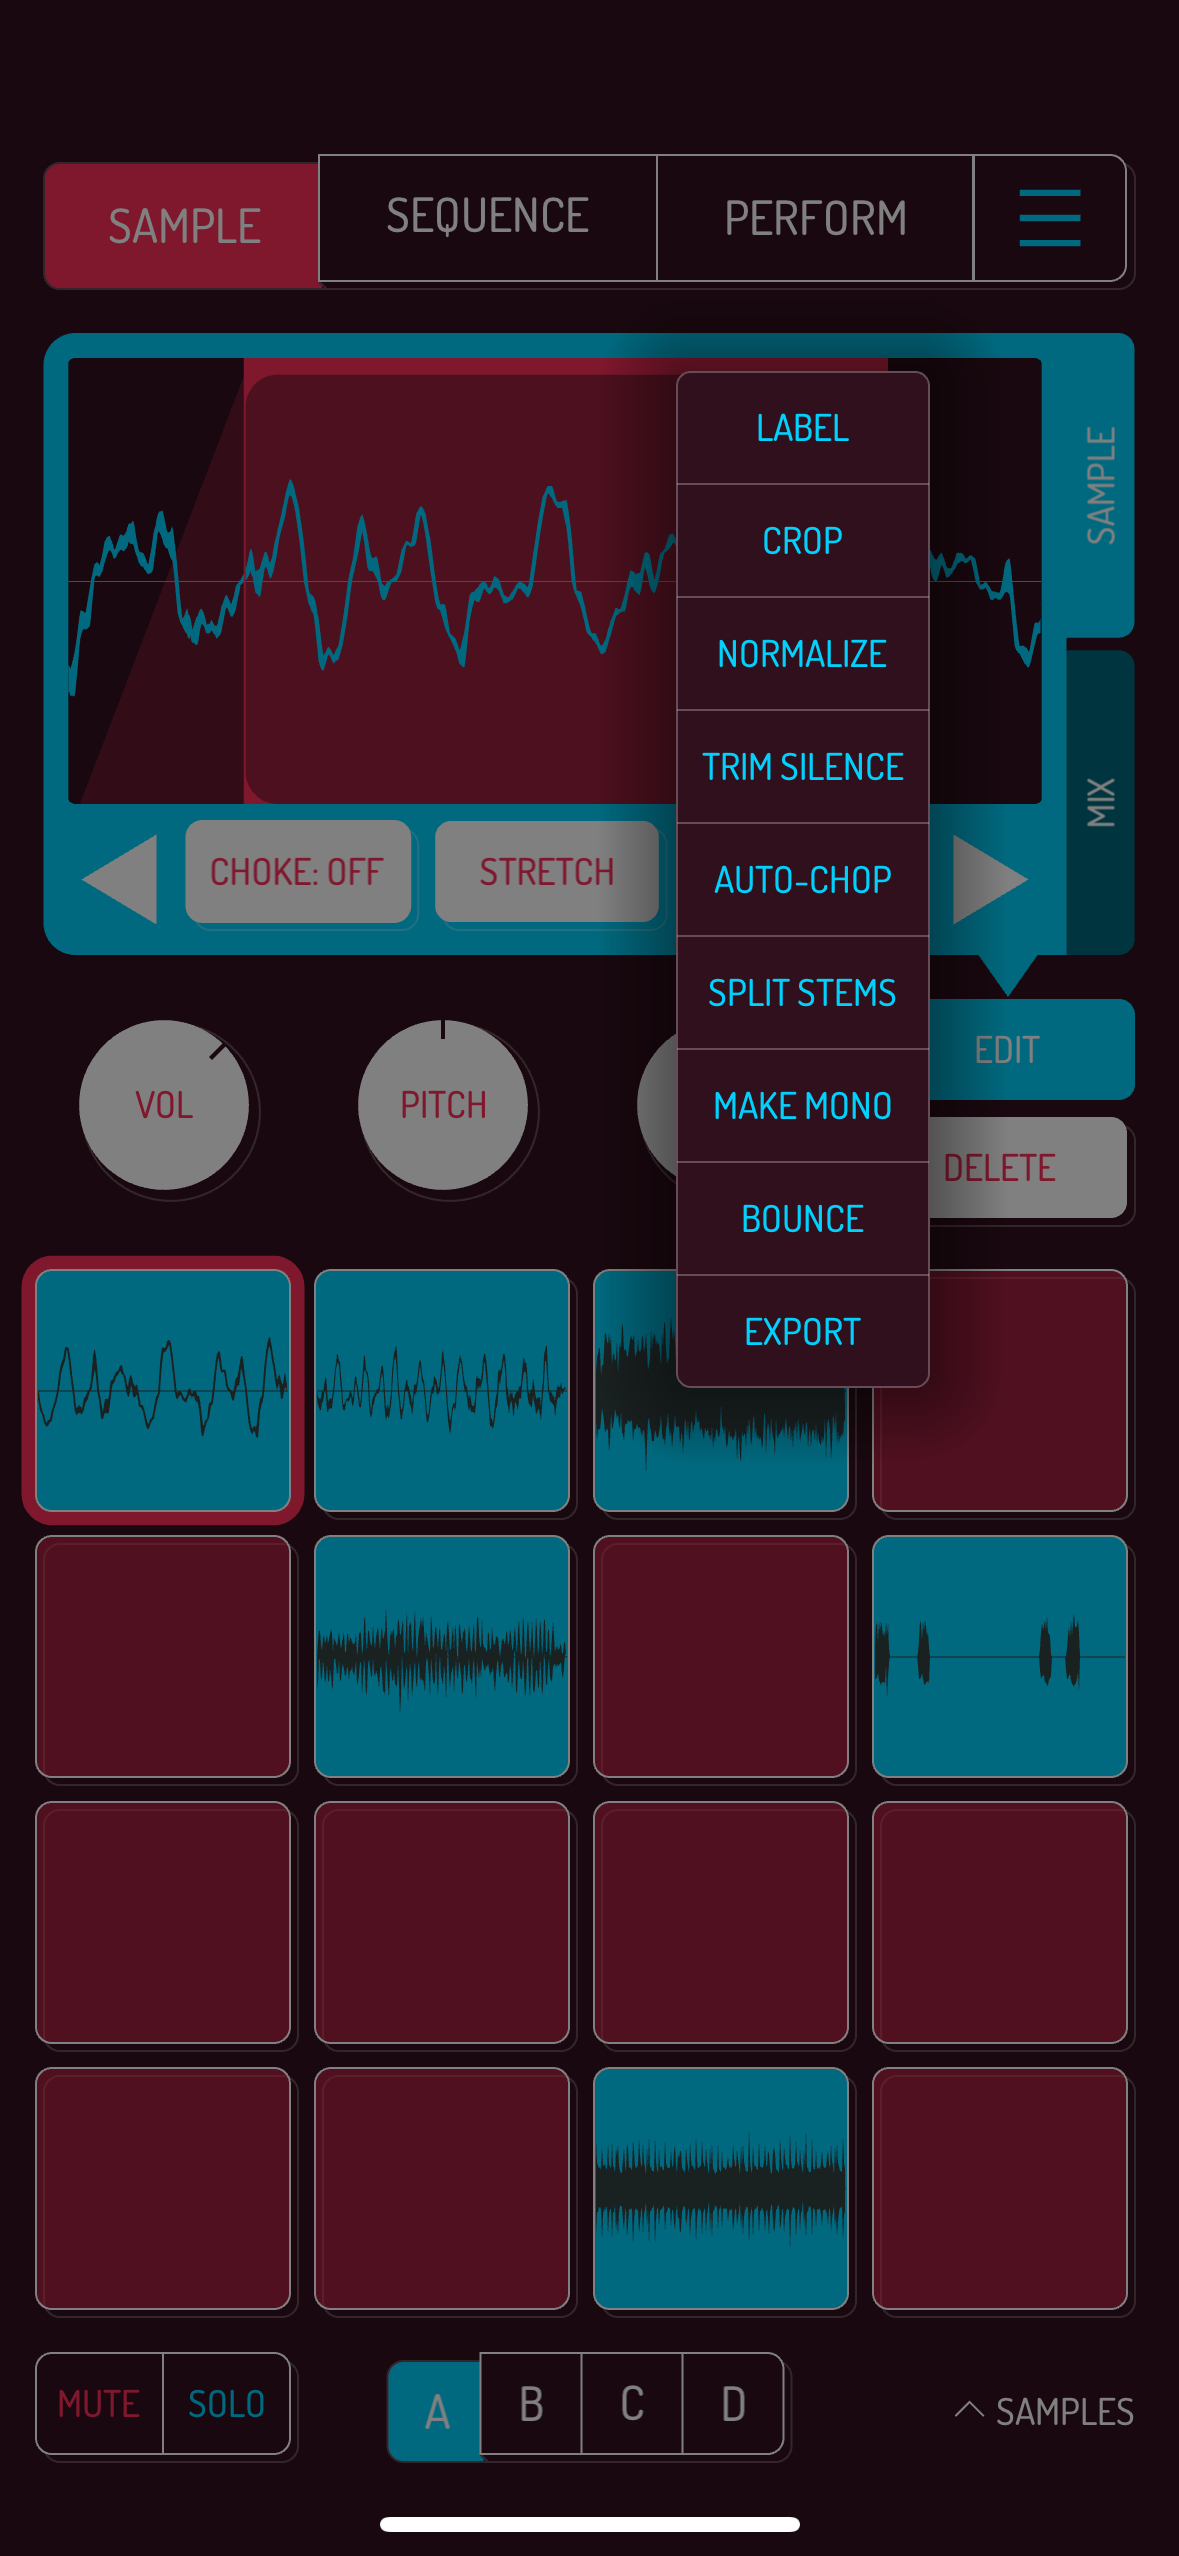 SAMPLE
SEQUENCE
PERFORM
LABEL
CROP
NORMALIZE
TRIM SILENCE
AUTO-CHOP
SPLIT STEMS
MAKE MONO
BOUNCE
EXPORT
SAMPLE
MIX
CHOKE: OFF
STRETCH
VOL
PITCH
EDIT
DELETE
MUTE
SOLO
A
B
C
D
SAMPLES